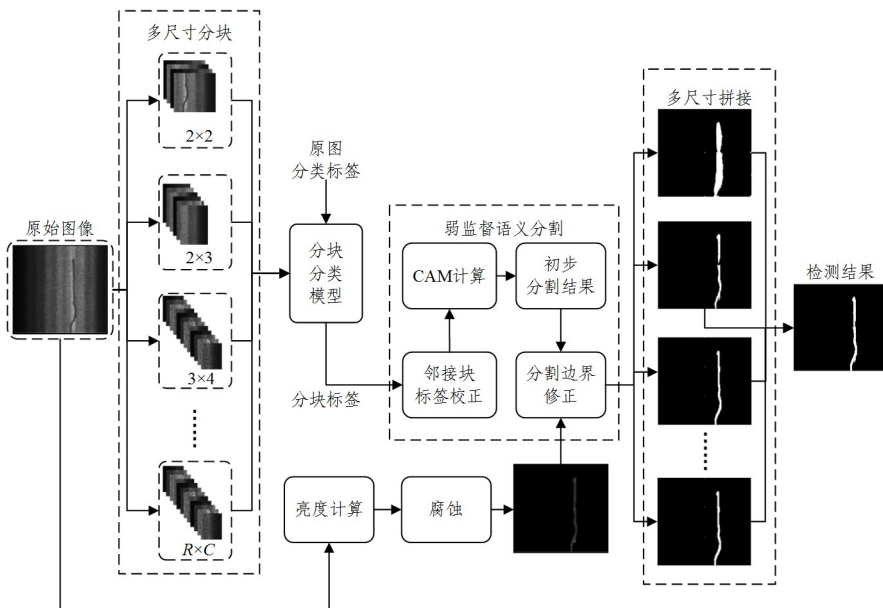 多尺寸分块
2×2
2×3
3×4
R×C
原始图像
原图
分类标签
分块
分类
模型
分块标签
弱监督语义分割
CAM计算
初步
分割结果
邻接块
标签校正
分割边界
修正
亮度计算
腐蚀
多尺寸拼接
检测结果